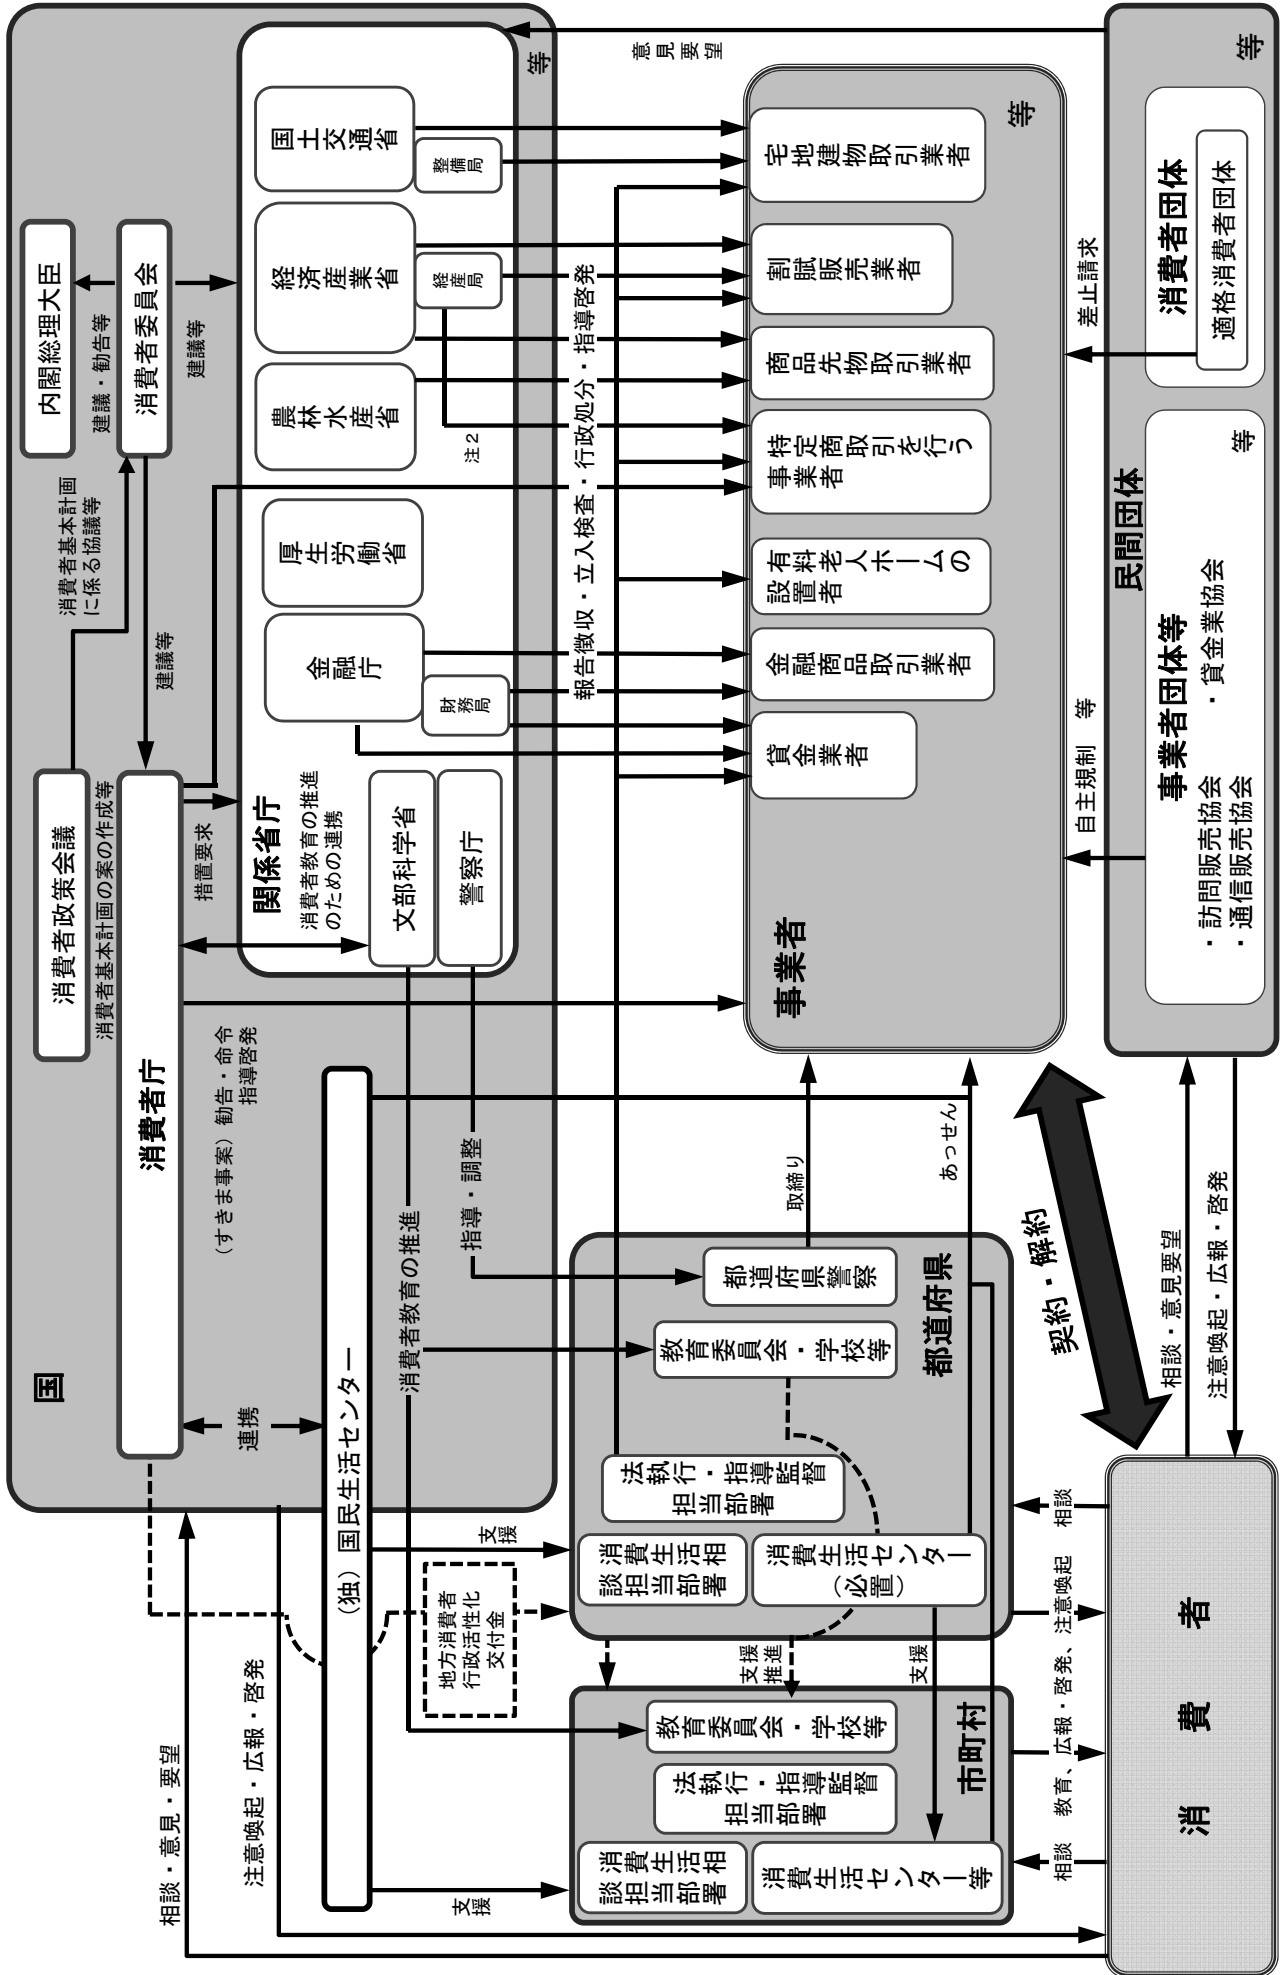 国
内閣総理大臣
建議・勧告等
消費者委員会
建議等
消費者基本計画
に係る協議等
建議等
消費者政策会議
消費者基本計画の案の作成等
消費者庁
措置要求
(すきま事案)勧告・命令
指導啓発
連携
(独)国民生活センター
関係省庁
消費者教育の推進
のための連携
文部科学省
警察庁
金融庁
財務局
厚生労働省
農林水産省
経済産業省
経産局
国土交通省
整備局
等
注2
消費者教育の推進
指導・調整
報告徴収・立入検査・行政処分・指導啓発
意見
要望
支援
支援
地方消費者
行政活性化
交付金
相談・意見・要望
注意喚起・広報・啓発
事業者
貸金業者
金融商品取引業者
有料老人ホームの
設置者
特定商取引を行う
事業者
商品先物取引業者
割賦販売業者
宅地建物取引業者
等
取締り
あっせん
都道府県
都道府県警察
教育委員会・学校等
法執行・指導監督
担当部署
消費生活相
談担当部署
消費生活センター
(必置)
支援
推進
支援
市町村
教育委員会・学校等
法執行・指導監督
担当部署
消費生活相
談担当部署
消費生活センター等
契約・解約
自主規制 等
差止請求
民間団体
事業者団体等
・訪問販売協会
・通信販売協会
・貸金業協会
等
消費者団体
適格消費者団体
等
相談・意見要望
注意喚起・広報・啓発
相談
教育、広報・啓発、注意喚起
相談
消費者